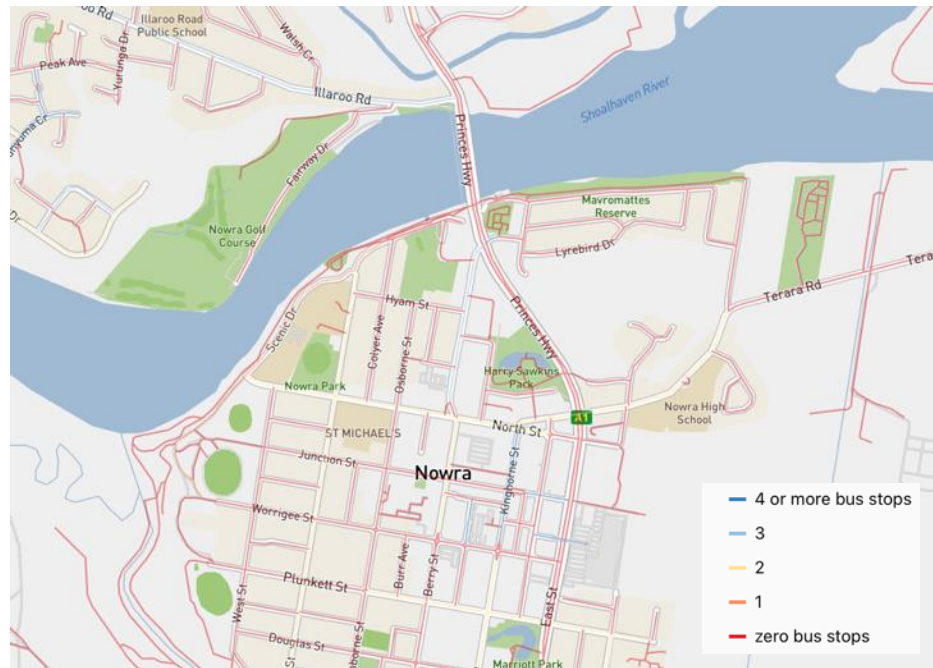 aroo Rd
Illaroo Road
Public School
Walsh Cr
Yurunga Dr
Peak Ave
Illaroo Rd
Shoalhaven River
Princes Hwy
Fairway Dr
Nowra Golf
Course
Dr
Mavromattes
Reserve
Lyrebird Dr
Terara Rd
Tera
Scenic Dr
Hyam St
Colyer Ave
Osborne St
Princes Hwy
Harry Sawkins
Park
Nowra Park
A1
Nowra High
School
North St
ST MICHAEL'S
Junction St
Nowra
Kinghorne St
Worrigee St
Burr Ave
Berry St
Plunkett St
West St
East St
Douglas St
Marriott Park
4 or more bus stops
3
2
1
zero bus stops